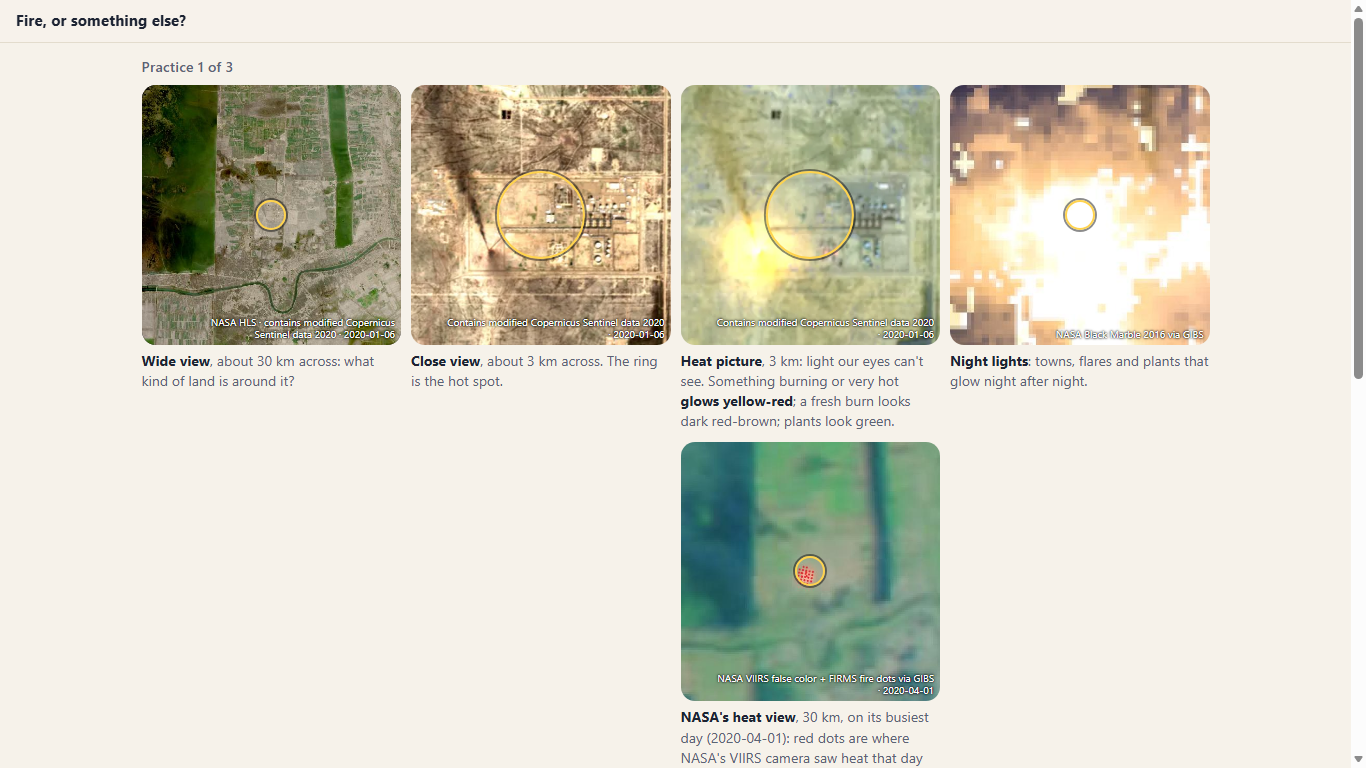 Fire, or something else?
Practice 1 of 3
NASA HLS · contains modified Copernicus
Sentinel data 2020 · 2020-01-06
Contains modified Copernicus Sentinel data 2020
· 2020-01-06
Contains modified Copernicus Sentinel data 2020
· 2020-01-06
NASA Black Marble 2016 via GIBS
Wide view, about 30 km across: what
kind of land is around it?
Close view, about 3 km across. The ring
is the hot spot.
Heat picture, 3 km: light our eyes can't
see. Something burning or very hot
glows yellow-red; a fresh burn looks
dark red-brown; plants look green.
Night lights: towns, flares and plants that
glow night after night.
NASA VIIRS false color + FIRMS fire dots via GIBS
· 2020-04-01
NASA's heat view, 30 km, on its busiest
day (2020-04-01): red dots are where
NASA's VIIRS camera saw heat that day